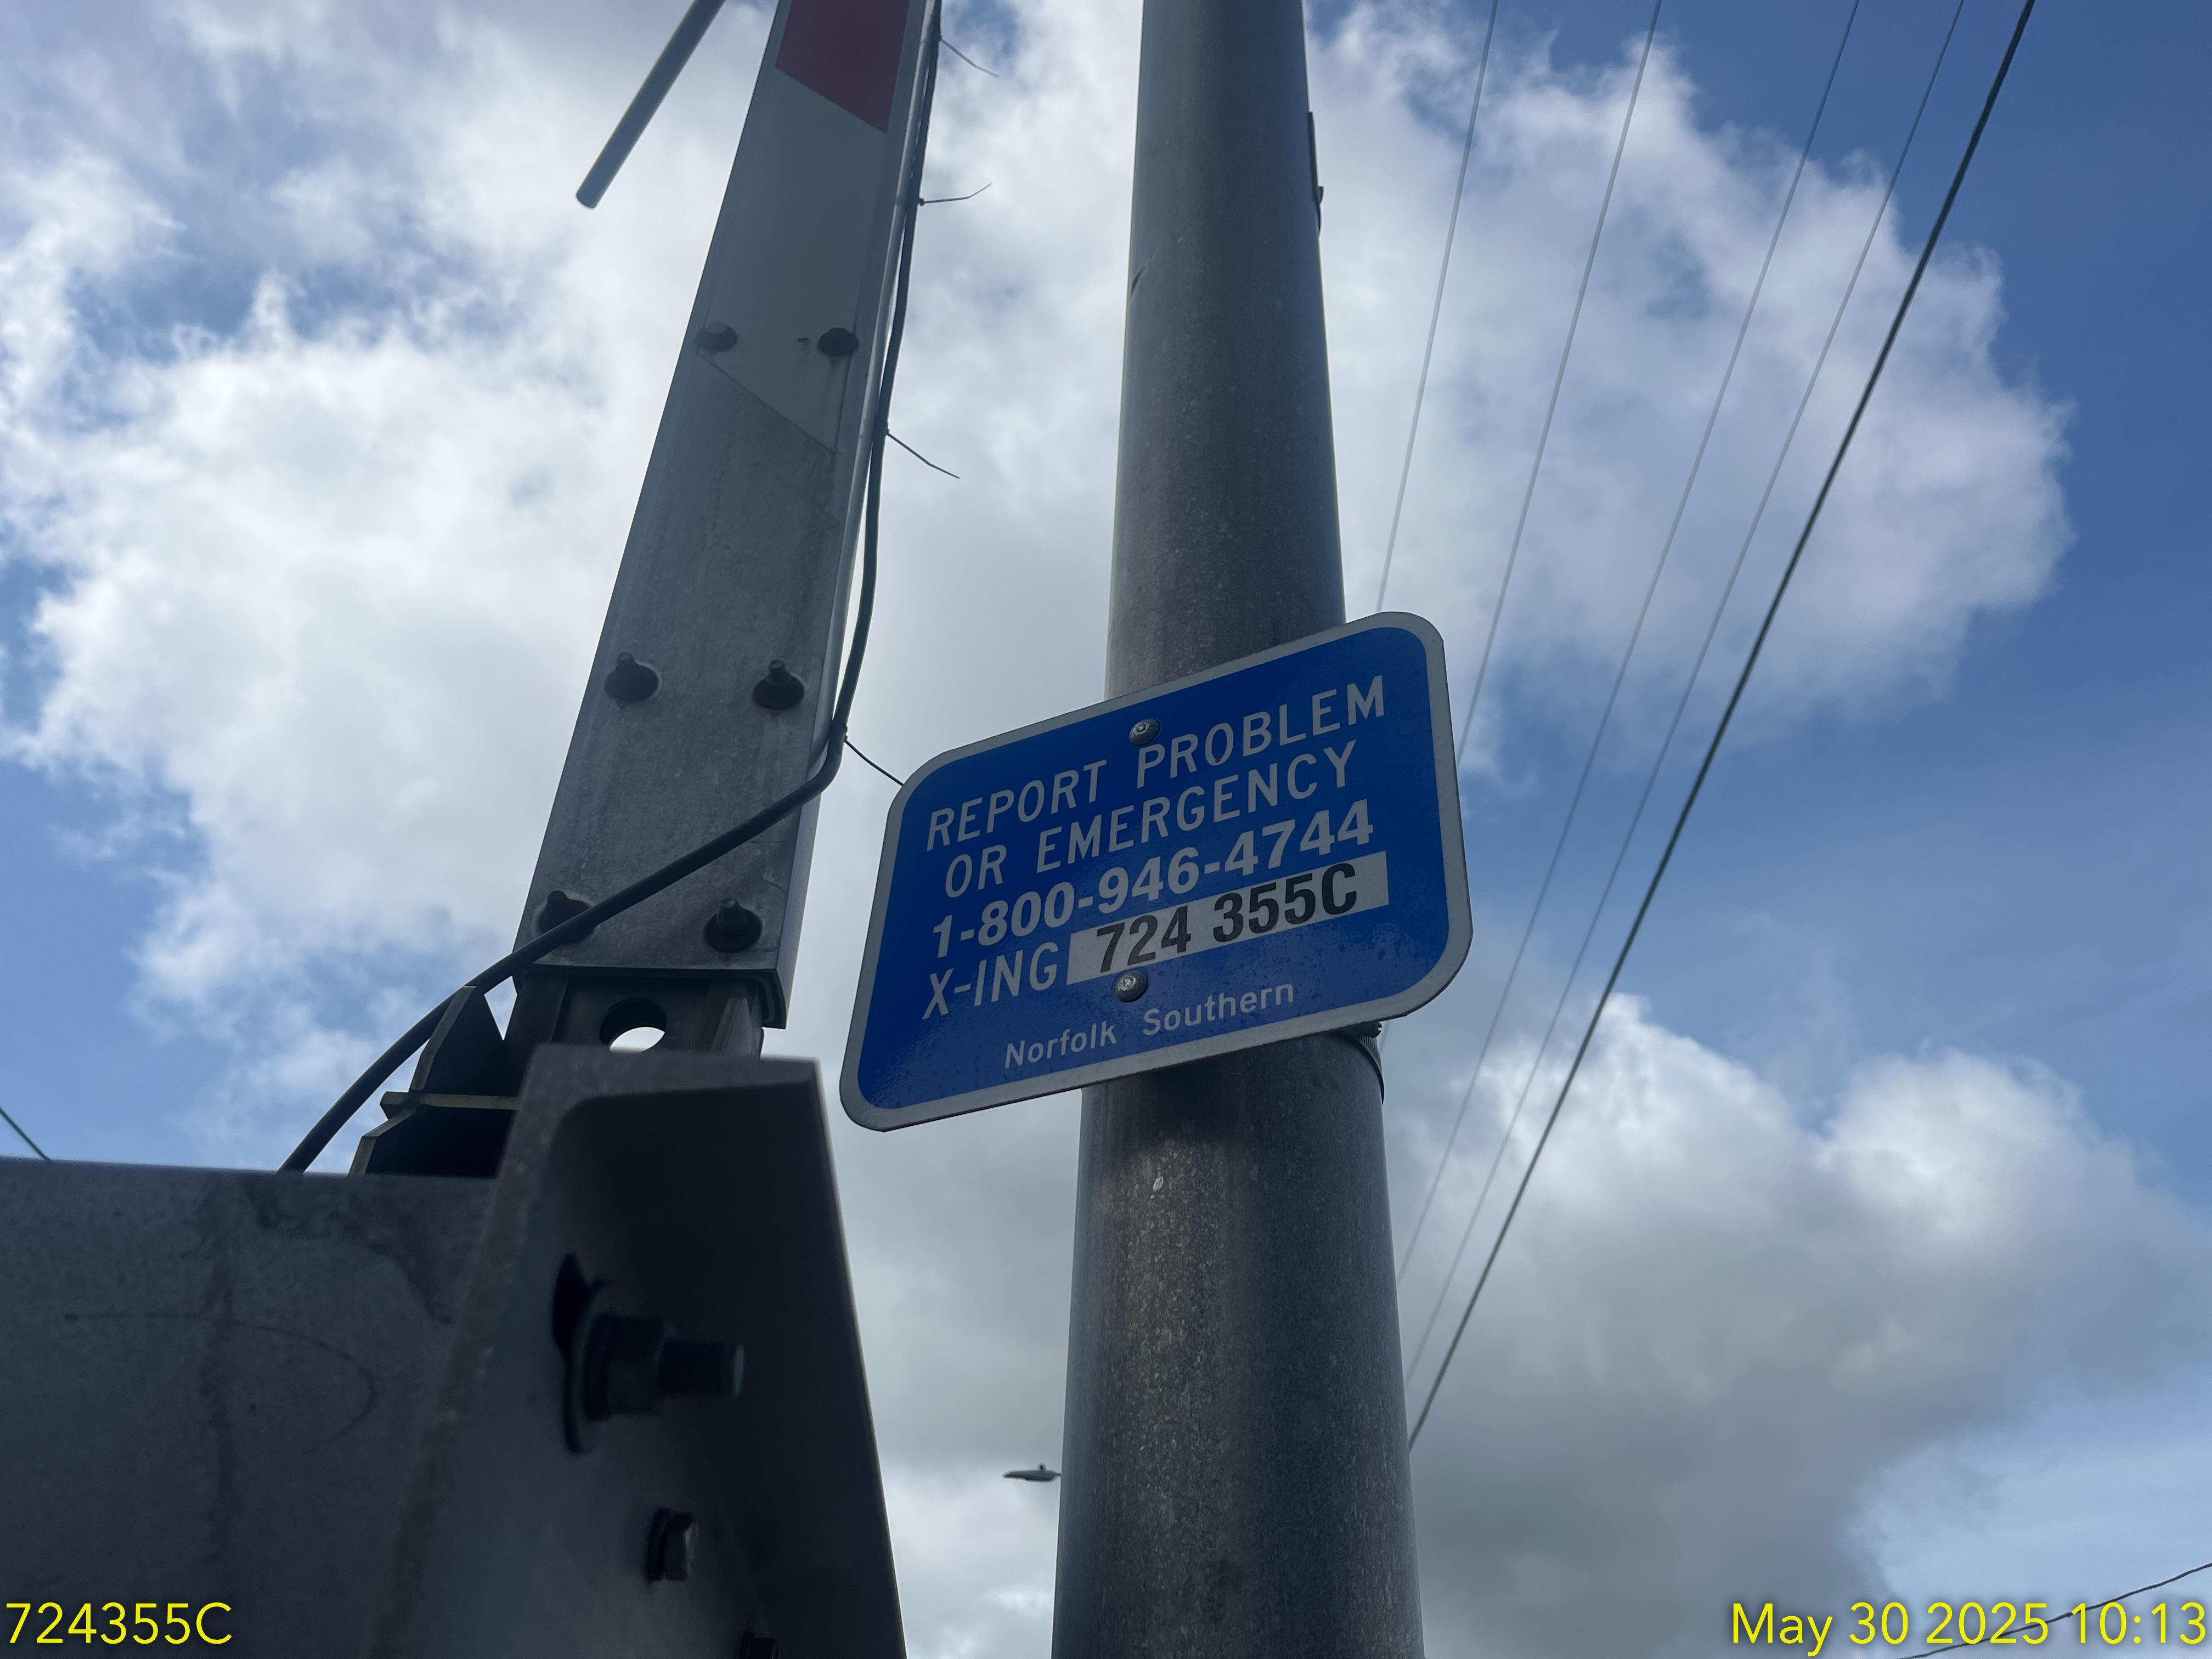 REPORT PROBLEM
OR EMERGENCY
1-800-946-4744
X-ING 724 355C
Norfolk Southern
724355C
May 30 2025 10:13